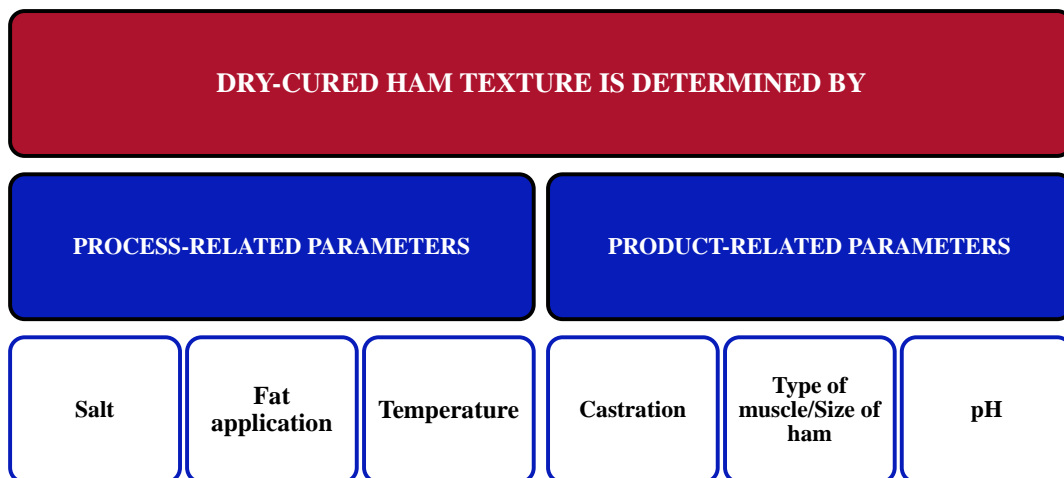 DRY-CURED HAM TEXTURE IS DETERMINED BY
PROCESS-RELATED PARAMETERS
PRODUCT-RELATED PARAMETERS
Salt
Fat
application
Temperature
Castration
Type of
muscle/Size of
ham
pH